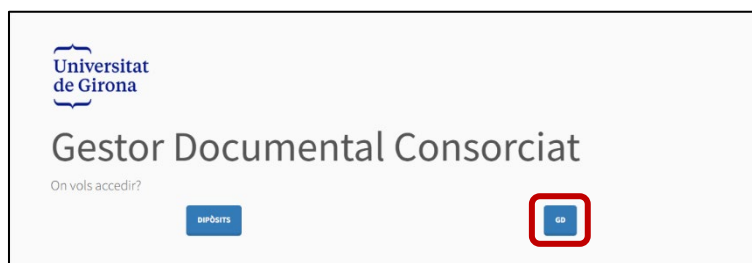 Universitat
de Girona
Gestor Documental Consorciat
On vols accedir?
DIPÒSITS
GD